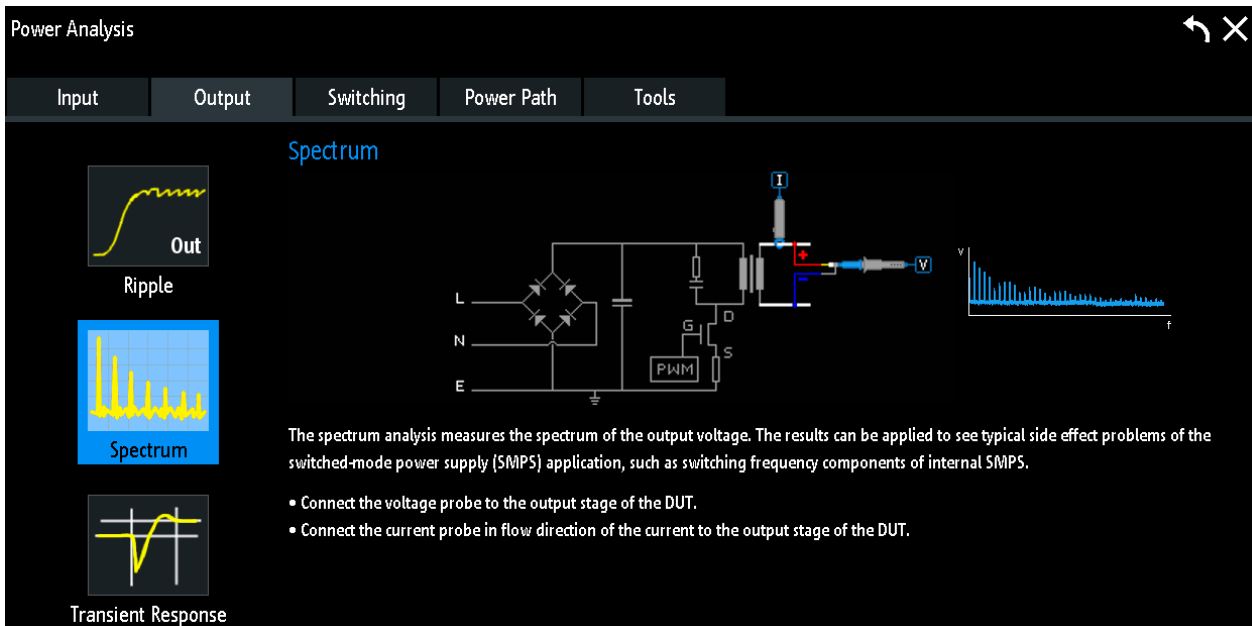 Power Analysis
Input
Output
Switching
Power Path
Tools
Spectrum
Out
Ripple
Spectrum
Transient Response
I
+
-
V
L
N
E
G
D
S
PWM
V
f
The spectrum analysis measures the spectrum of the output voltage. The results can be applied to see typical side effect problems of the
switched-mode power supply (SMPS) application, such as switching frequency components of internal SMPS.
• Connect the voltage probe to the output stage of the DUT.
• Connect the current probe in flow direction of the current to the output stage of the DUT.